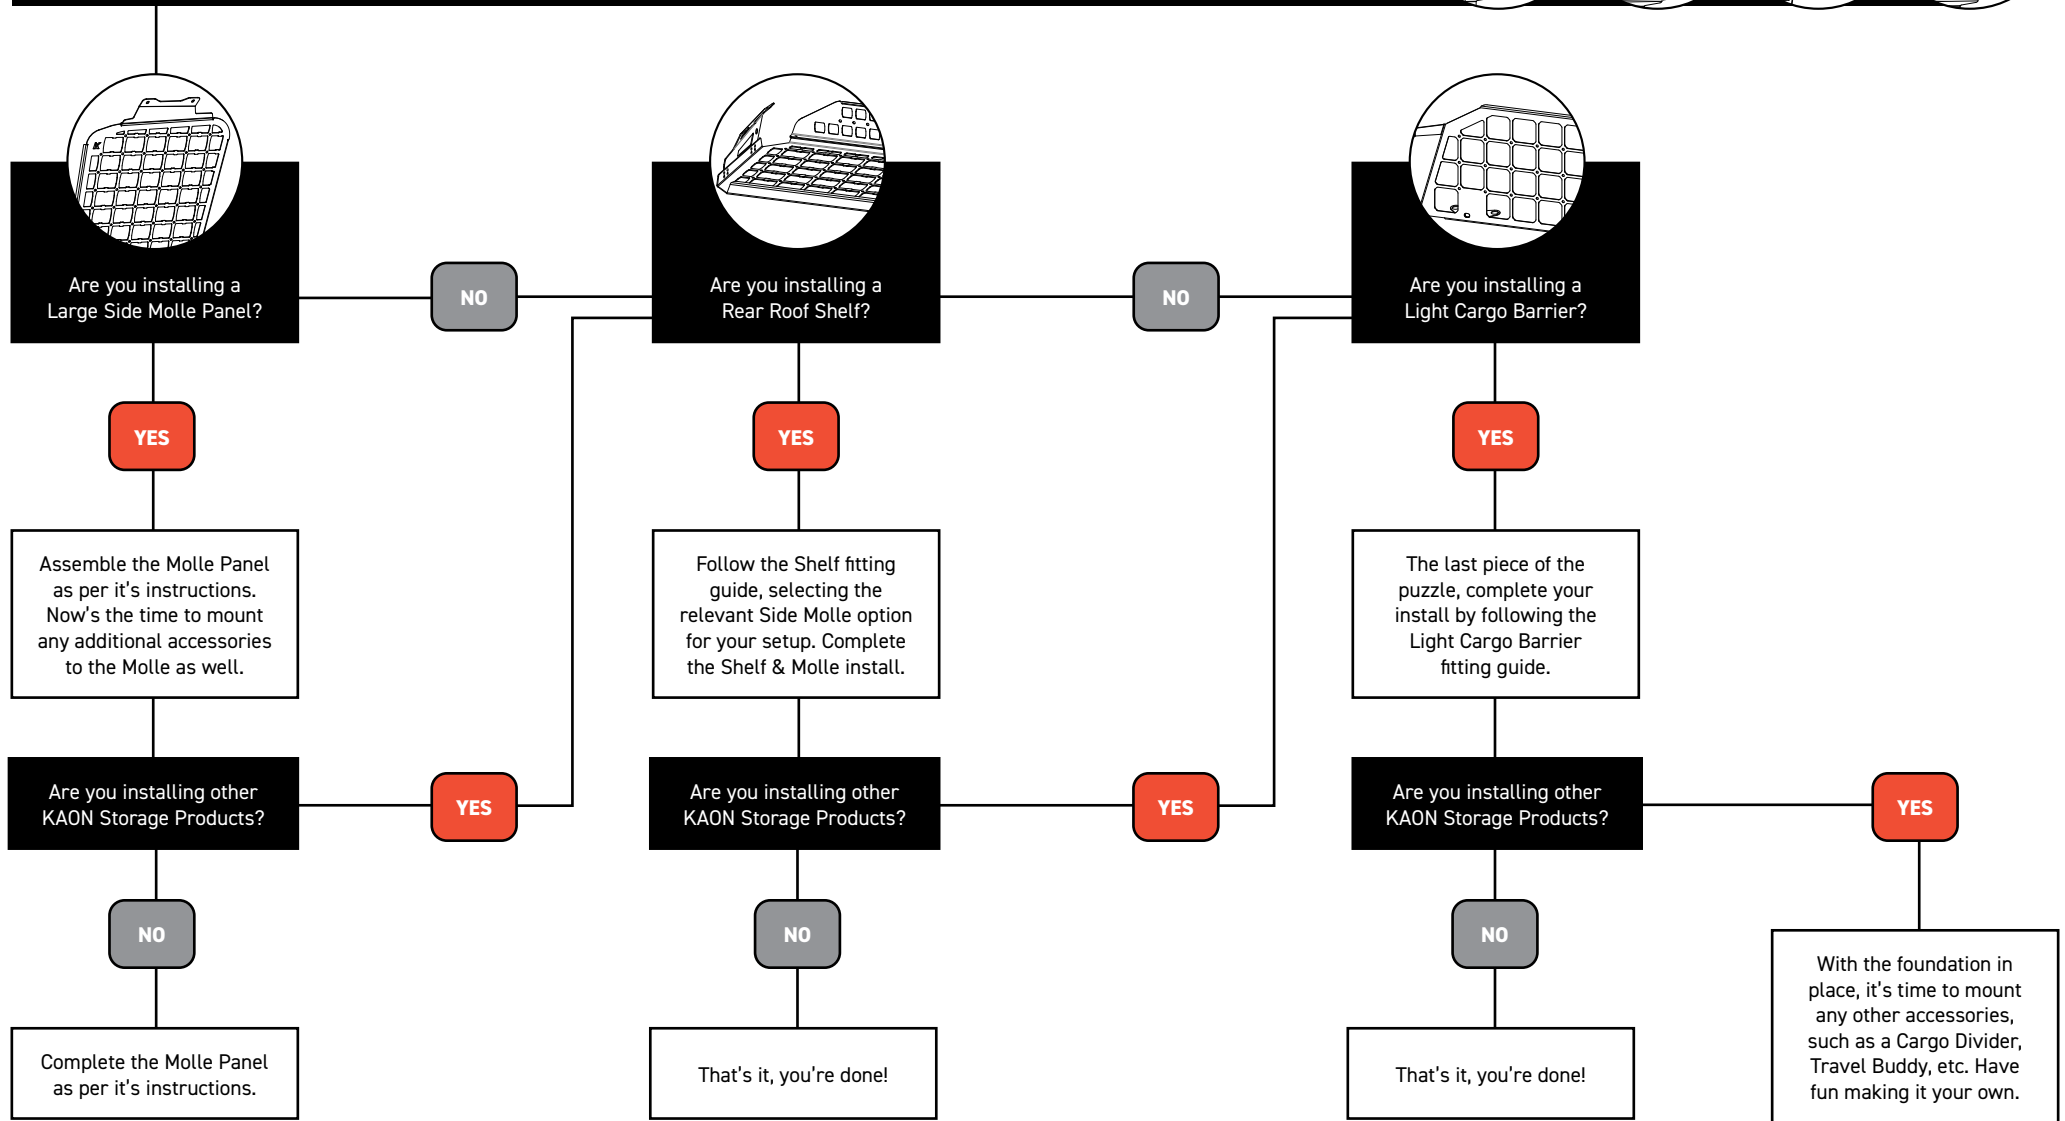 Are you installing a
Large Side Molle Panel?
NO
Are you installing a
Rear Roof Shelf?
NO
Are you installing a
Light Cargo Barrier?
YES
YES
YES
Assemble the Molle Panel
as per it's instructions.
Now's the time to mount
any additional accessories
to the Molle as well.
Follow the Shelf fitting
guide, selecting the
relevant Side Molle option
for your setup. Complete
the Shelf & Molle install.
The last piece of the
puzzle, complete your
install by following the
Light Cargo Barrier
fitting guide.
Are you installing other
KAON Storage Products?
YES
Are you installing other
KAON Storage Products?
YES
Are you installing other
KAON Storage Products?
YES
NO
NO
NO
Complete the Molle Panel
as per it's instructions.
That's it, you're done!
That's it, you're done!
With the foundation in
place, it's time to mount
any other accessories,
such as a Cargo Divider,
Travel Buddy, etc. Have
fun making it your own.